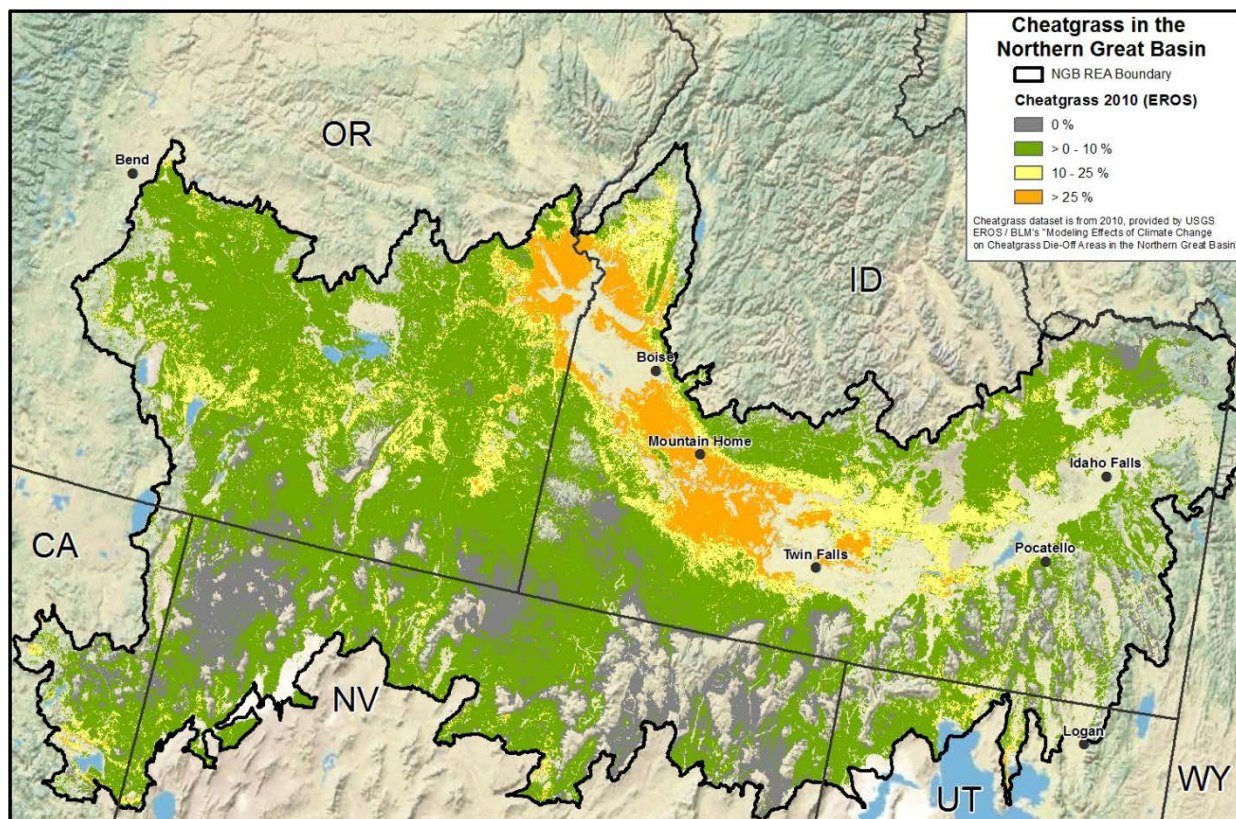 Cheatgrass in the
Northern Great Basin
NGB REA Boundary
Cheatgrass 2010 (EROS)
0 %
> 0 - 10 %
10 - 25 %
> 25 %
Cheatgrass dataset is from 2010, provided by USGS
EROS / BLM's "Modeling Effects of Climate Change
on Cheatgrass Die-Off Areas in the Northern Great Basin"
OR
Bend
ID
Boise
Mountain Home
Idaho Falls
CA
Twin Falls
Pocatello
NV
Logan
UT
WY